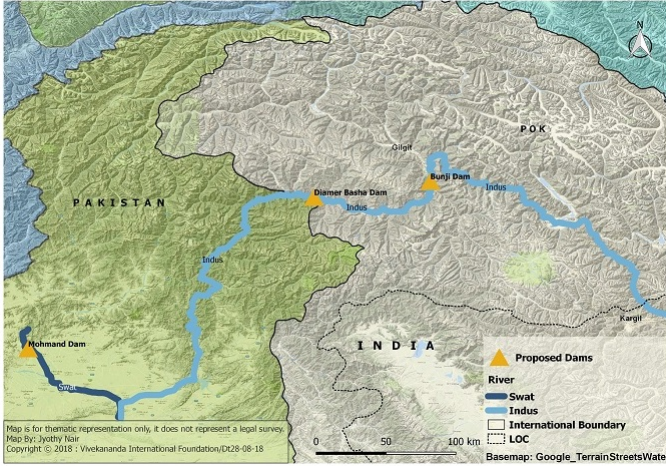 N
POK
Gilgit
Bunji Dam
Indus
Diamer Basha Dam
Indus
PAKISTAN
Indus
Kargil
Mohmand Dam
INDIA
Swat
Proposed Dams
River
Swat
Indus
International Boundary
LOC
Map is for thematic representation only, it does not represent a legal survey.
Map By: Jyothy Nair
Copyright © 2018 : Vivekananda International Foundation/Dt28-08-18
0 50 100 km
Basemap: Google_TerrainStreetsWate